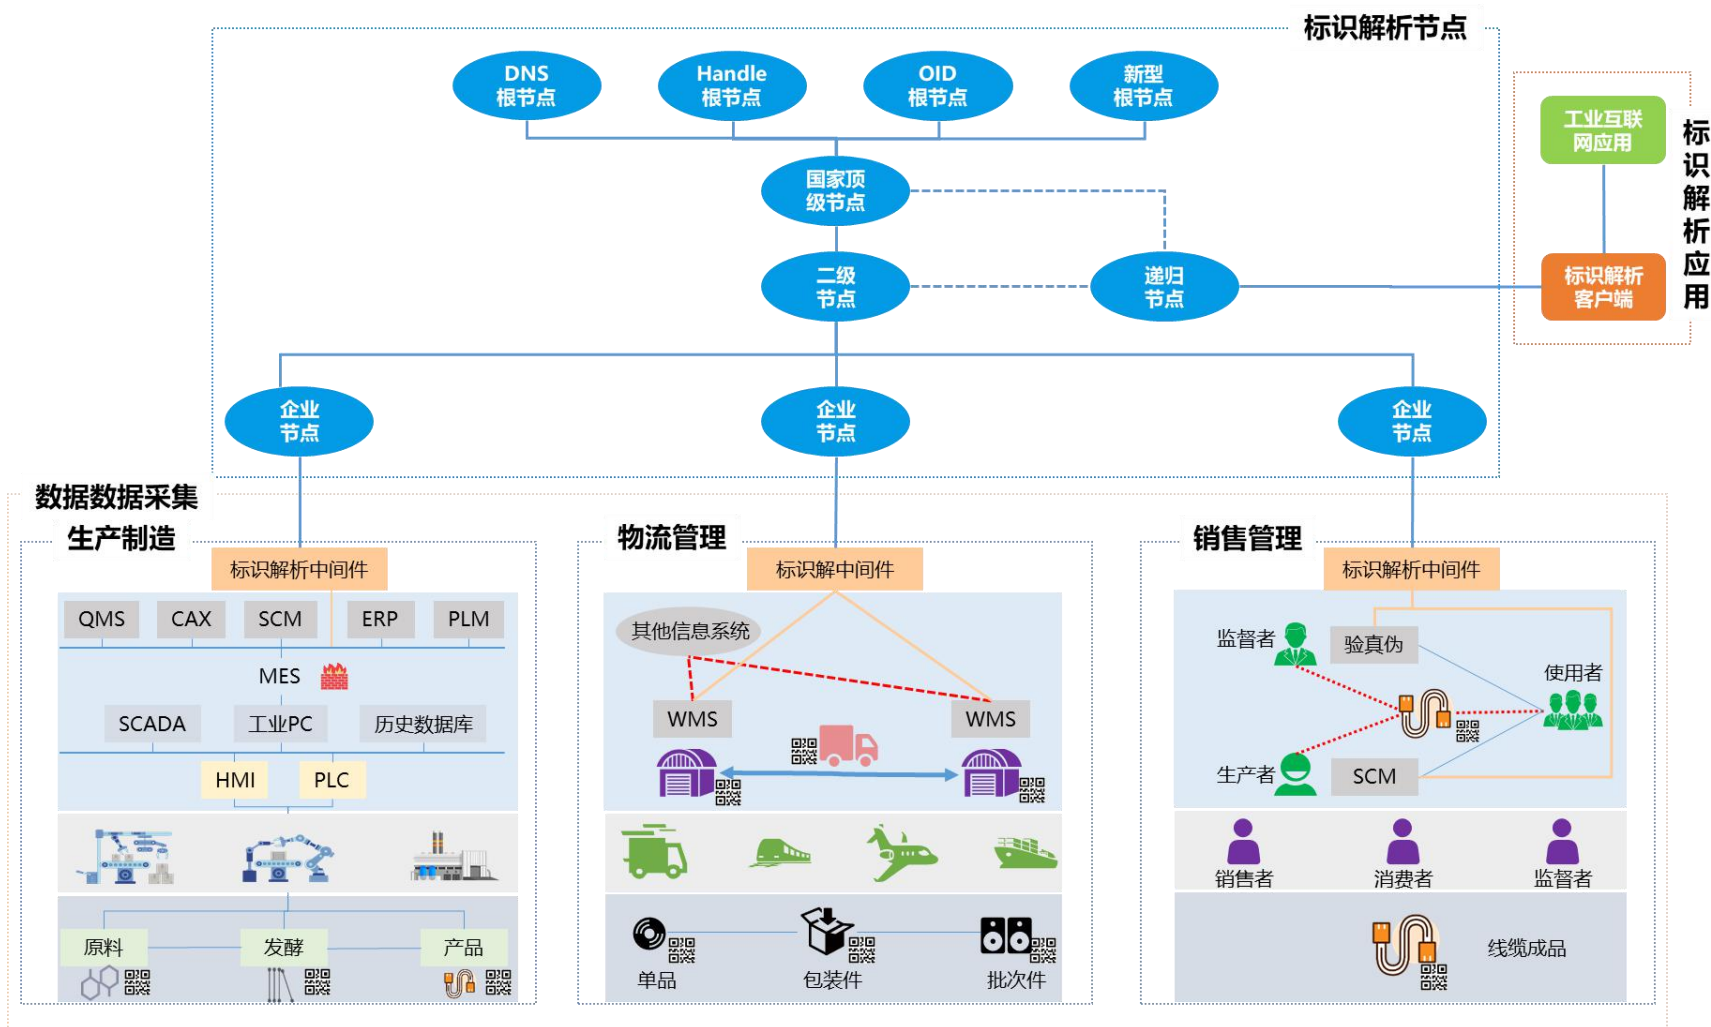 标识解析节点
DNS
根节点
Handle
根节点
OID
根节点
新型
根节点
工业互联
网应用
标识解析应用
国家顶
级节点
二级
节点
递归
节点
标识解析
客户端
企业
节点
企业
节点
企业
节点
数据数据采集
生产制造
标识解析中间件
QMS
CAX
SCM
ERP
PLM
MES
SCADA
工业PC
历史数据库
HMI
PLC
原料
发酵
产品
物流管理
标识解中间件
其他信息系统
WMS
WMS
单品
包装件
批次件
销售管理
标识解析中间件
监督者
验真伪
使用者
生产者
SCM
销售者
消费者
监督者
线缆成品